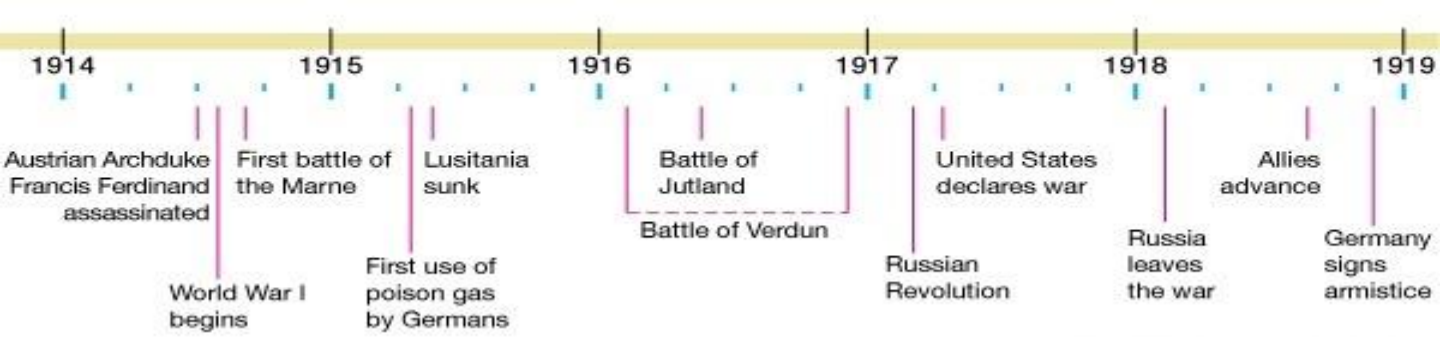 1914 1915 1916 1917 1918 1919
Austrian Archduke
Francis Ferdinand
assassinated
World War I
begins
First battle of
the Marne
First use of
poison gas
by Germans
Lusitania
sunk
Battle of Verdun
Battle of
Jutland
Russian
Revolution
United States
declares war
Russia
leaves
the war
Allies
advance
Germany
signs
armistice